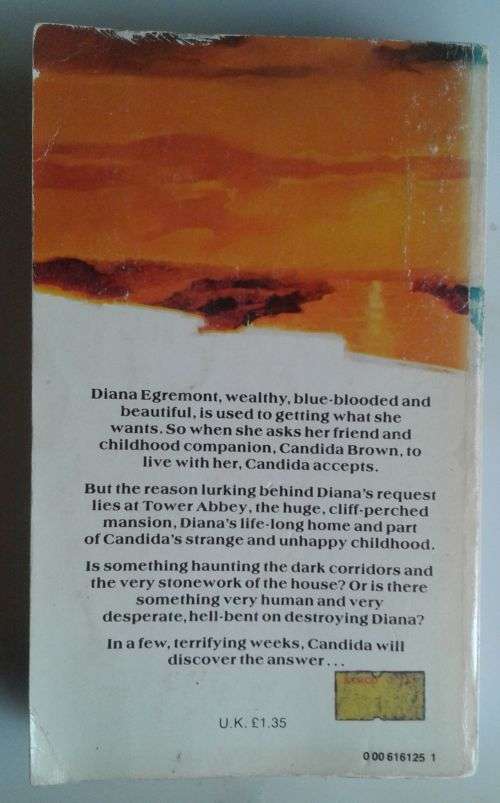 Diana Egremont, wealthy, blue-blooded and
beautiful, is used to getting what she
wants. So when she asks her friend and
childhood companion, Candida Brown, to
live with her, Candida accepts.
But the reason lurking behind Diana's request
lies at Tower Abbey, the huge, cliff-perched
mansion, Diana's life-long home and part
of Candida's strange and unhappy childhood.
Is something haunting the dark corridors and
the very stonework of the house? Or is there
something very human and very
desperate, hell-bent on destroying Diana?
In a few, terrifying weeks, Candida will
discover the answer...
U.K. £1.35
0 00 616125 1